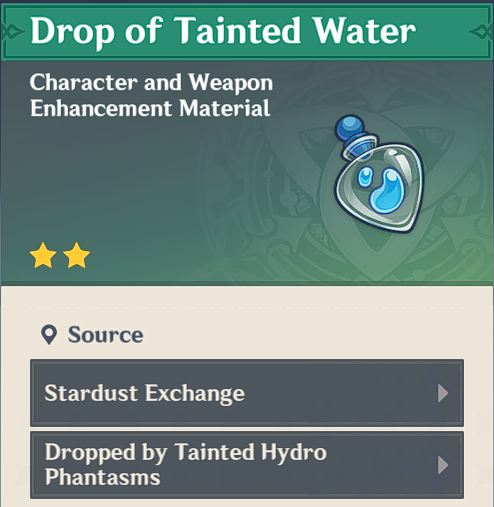 Drop of Tainted Water
Character and Weapon
Enhancement Material
Source
Stardust Exchange
Dropped by Tainted Hydro
Phantasms